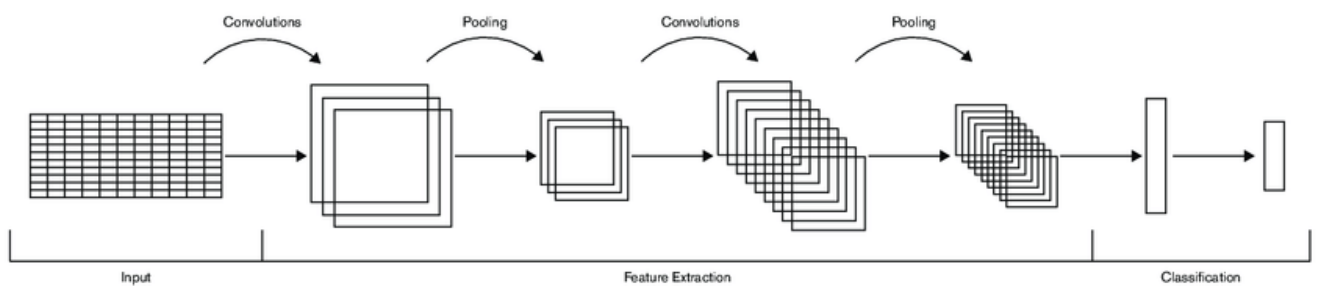 Convolutions
Pooling
Convolutions
Pooling
Input
Feature Extraction
Classification